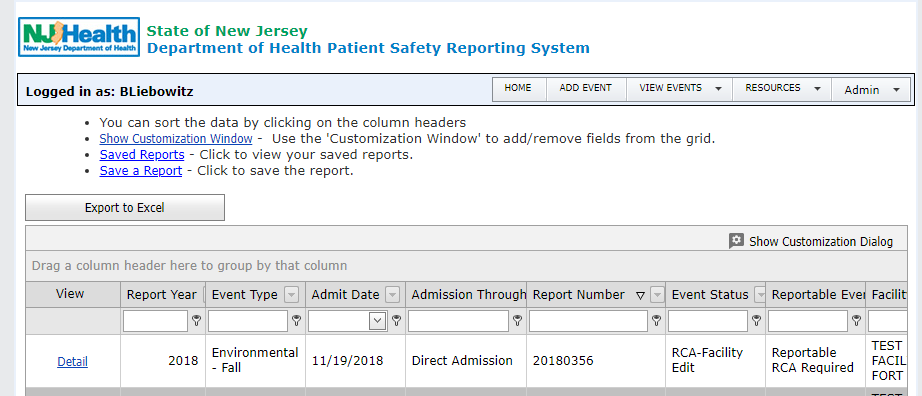 NJHealth
New Jersey Department of Health
State of New Jersey
Department of Health Patient Safety Reporting System
Logged in as: BLiebowitz
HOME ADD EVENT VIEW EVENTS RESOURCES Admin
• You can sort the data by clicking on the column headers
• Show Customization Window - Use the 'Customization Window' to add/remove fields from the grid.
• Saved Reports - Click to view your saved reports.
• Save a Report - Click to save the report.
Export to Excel
Show Customization Dialog
Drag a column header here to group by that column
View Report Year Event Type Admit Date Admission Through Report Number Event Status Reportable Even Facilit
Detail 2018 Environmental - Fall 11/19/2018 Direct Admission 20180356 RCA-Facility Edit Reportable RCA Required TEST FACIL FORT